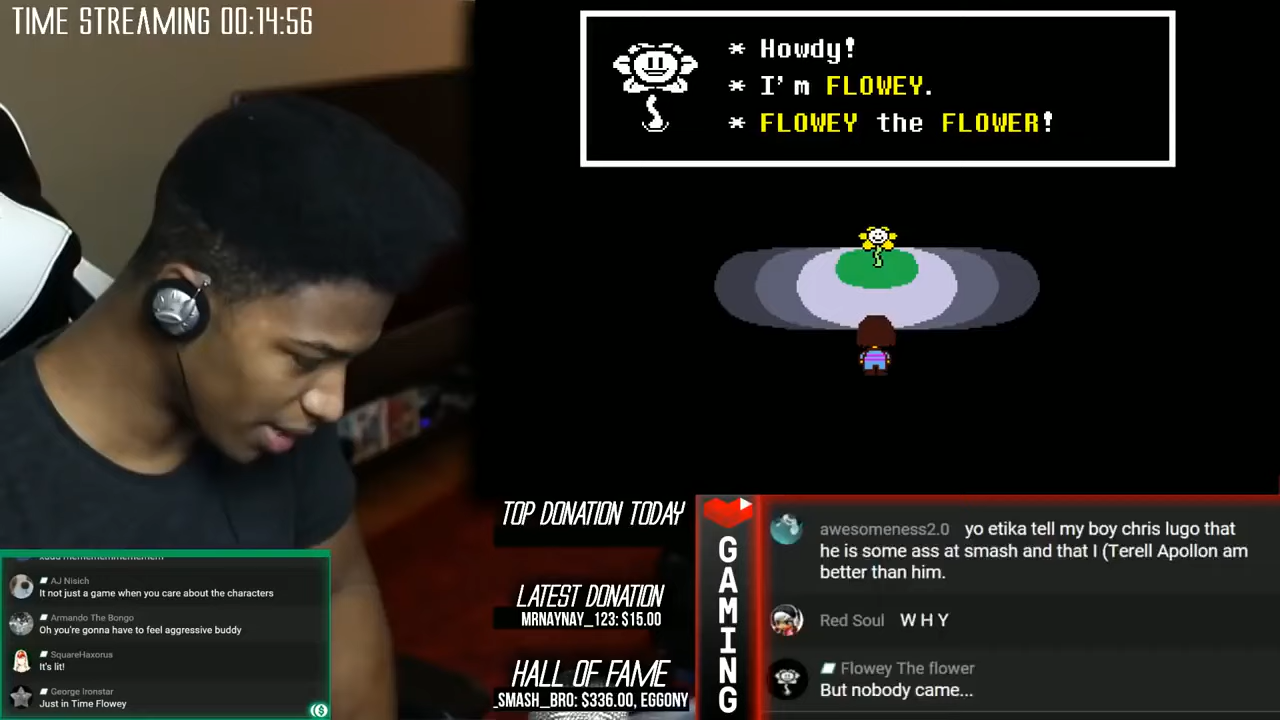 TIME STREAMING 00:14:56
* Howdy!
* I'm FLOWEY.
* FLOWEY the FLOWER!
TOP DONATION TODAY
LATEST DONATION
MRNAYNAY_123: $15.00
HALL OF FAME
_SMASH_BRO: $336.00, EGGONY
GAMING
awesomeness2.0 yo etika tell my boy chris lugo that
he is some ass at smash and that I (Terell Apollon am
better than him.
Red Soul W H Y
Flowey The flower
But nobody came...
AJ Nisich
It not just a game when you care about the characters
Armando The Bongo
Oh you're gonna have to feel aggressive buddy
SquareHaxorus
It's lit!
George Ironstar
Just in Time Flowey